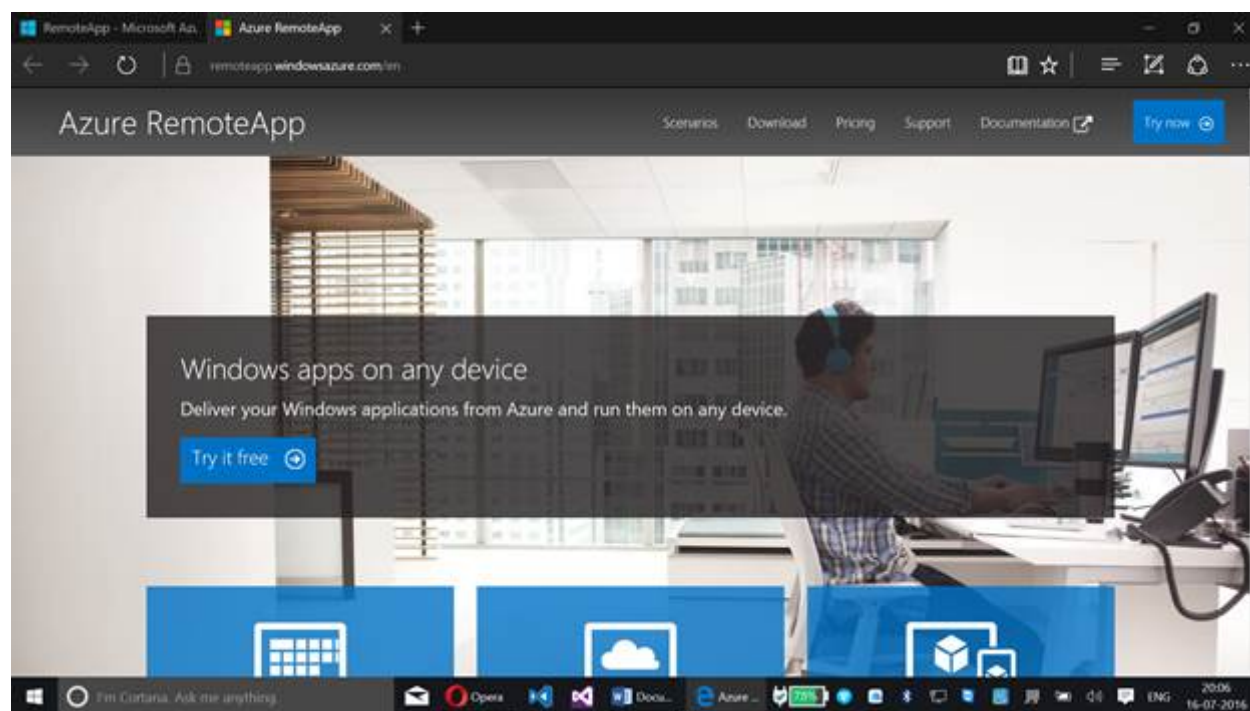 RemoteApp - Microsoft Az.
Azure RemoteApp
remoteapp.windowsazure.com/en
Azure RemoteApp
Scenarios Download Pricing Support Documentation Try now
Windows apps on any device
Deliver your Windows applications from Azure and run them on any device.
Try it free
I'm Cortana. Ask me anything.
Opera
Docu...
Azure ...
ENG
20:06
16-07-2016